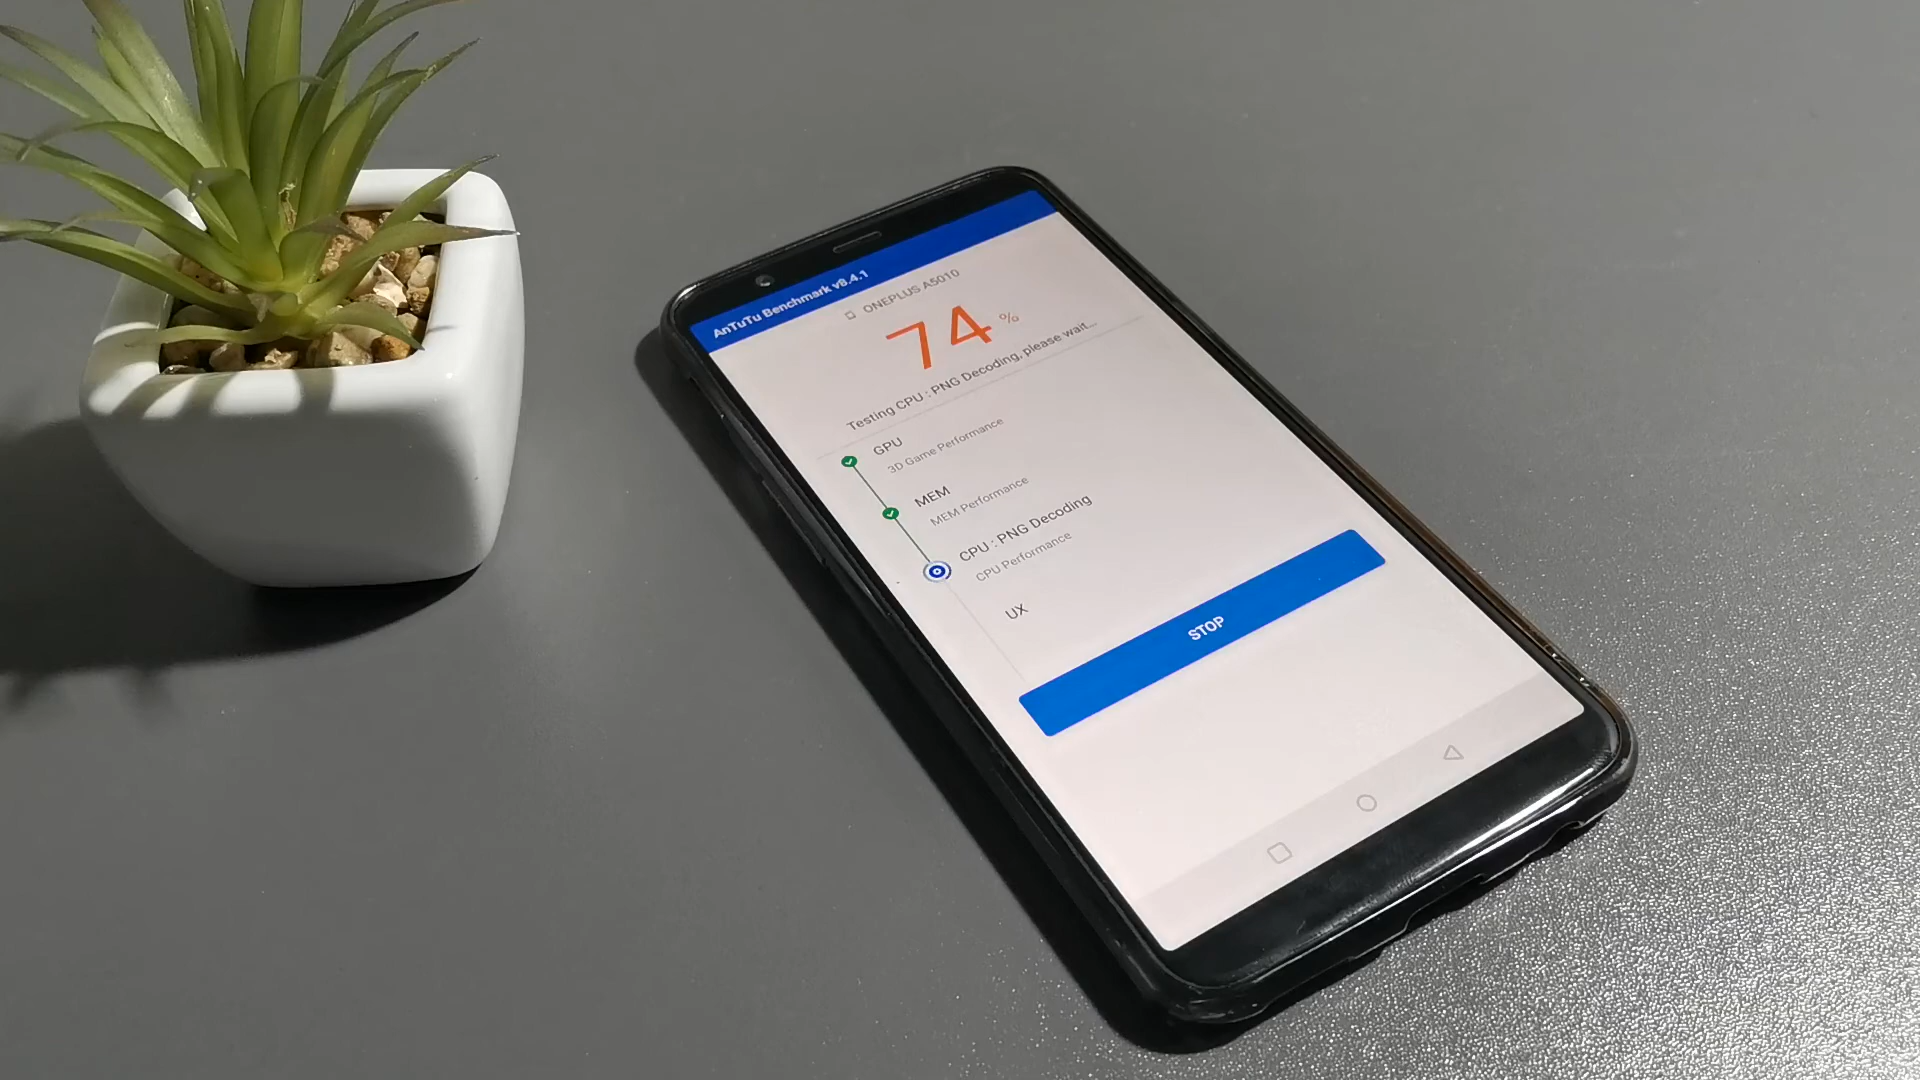 AnTuTu Benchmark v8.4.1
ONEPLUS A5010
74 %
Testing CPU : PNG Decoding, please wait...
GPU
3D Game Performance
MEM
MEM Performance
CPU : PNG Decoding
CPU Performance
UX
STOP